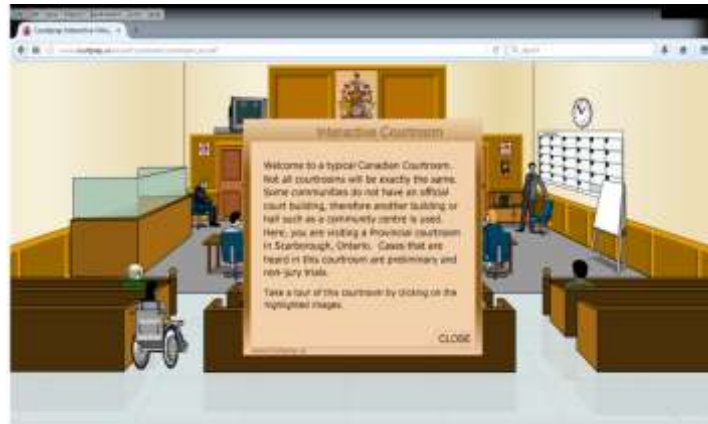 Courtprep Interactive
Interactive Courtroom
Welcome to a typical Canadian Courtroom.
Not all courtrooms will be exactly the same.
Some communities do not have an official
court building, therefore another building or
hall such as a community centre is used.
Here, you are visiting a Provincial courtroom
in Scarborough, Ontario. Cases that are
heard in this courtroom are preliminary and
non-jury trials.
Take a tour of this courtroom by clicking on the
highlighted images.
CLOSE